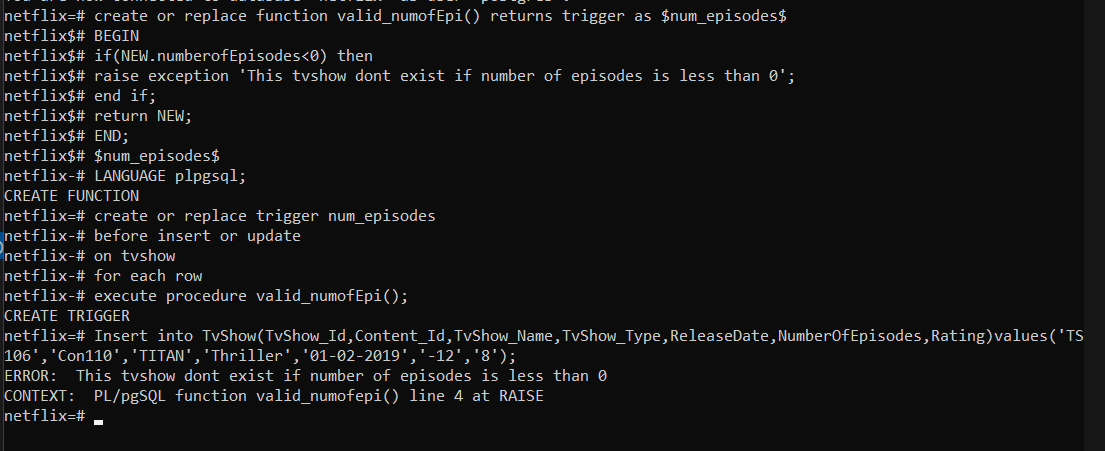 netflix=# create or replace function valid_numofEpi() returns trigger as $num_episodes$
netflix$# BEGIN
netflix$# if(NEW.numberofEpisodes<0) then
netflix$# raise exception 'This tvshow dont exist if number of episodes is less than 0';
netflix$# end if;
netflix$# return NEW;
netflix$# END;
netflix$# $num_episodes$
netflix-# LANGUAGE plpgsql;
CREATE FUNCTION
netflix=# create or replace trigger num_episodes
netflix-# before insert or update
netflix-# on tvshow
netflix-# for each row
netflix-# execute procedure valid_numofEpi();
CREATE TRIGGER
netflix=# Insert into TvShow(TvShow_Id,Content_Id,TvShow_Name,TvShow_Type,ReleaseDate,NumberOfEpisodes,Rating)values('TS
106','Con110','TITAN','Thriller','01-02-2019','-12','8');
ERROR:  This tvshow dont exist if number of episodes is less than 0
CONTEXT:  PL/pgSQL function valid_numofepi() line 4 at RAISE
netflix=#